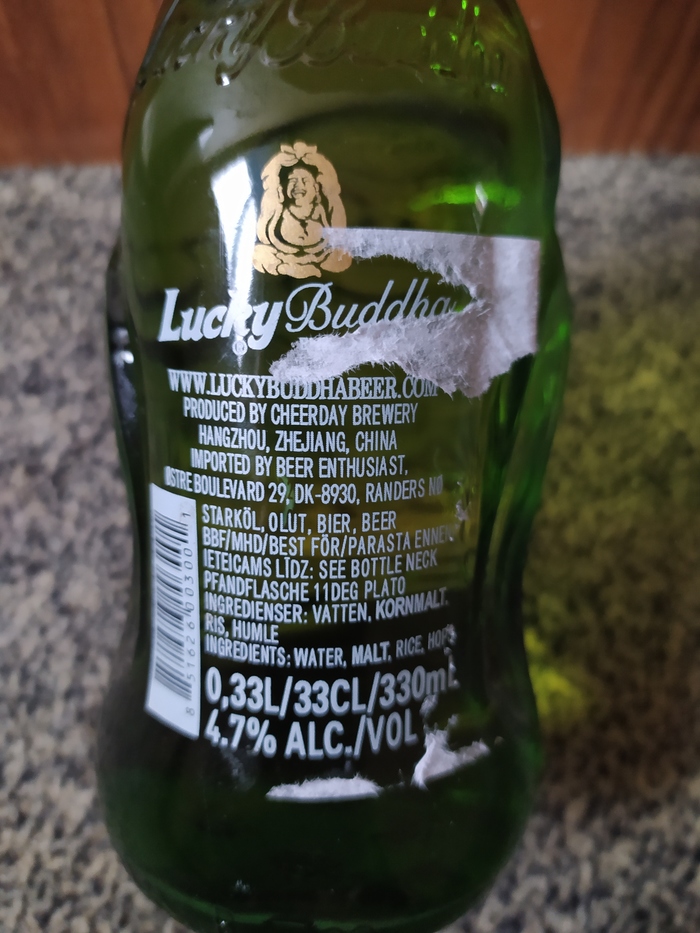 Lucky Buddha
WWW.LUCKYBUDDHABEER.COM
PRODUCED BY CHEERDAY BREWERY
HANGZHOU, ZHEJIANG, CHINA
IMPORTED BY BEER ENTHUSIAST,
BOULEVARD 29, DK-8930, RANDERS NØ
STARKÖL, OLUT, BIER, BEER
BBF/MHD/BEST FÖR/PARASTA ENNEN
IETEICAMS LĪDZ: SEE BOTTLE NECK
PFANDFLASCHE 11DEG PLATO
INGREDIENSER: VATTEN, KORNMALT,
RIS, HUMLE
INGREDIENTS: WATER, MALT, RICE, HOPS
0,33L/33CL/330mL
4.7% ALC./VOL